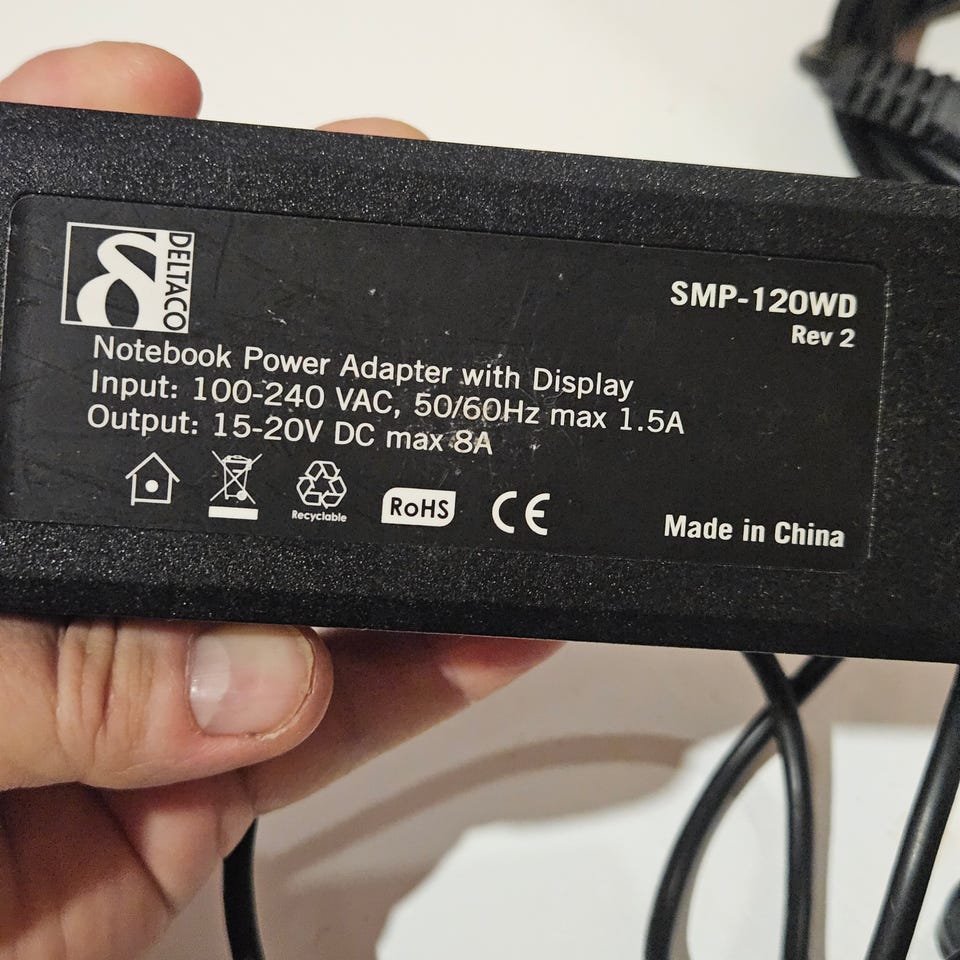 DELTACO
SMP-120WD
Rev 2
Notebook Power Adapter with Display
Input: 100-240 VAC, 50/60Hz max 1.5A
Output: 15-20V DC max 8A
Recyclable
RoHS
CE
Made in China